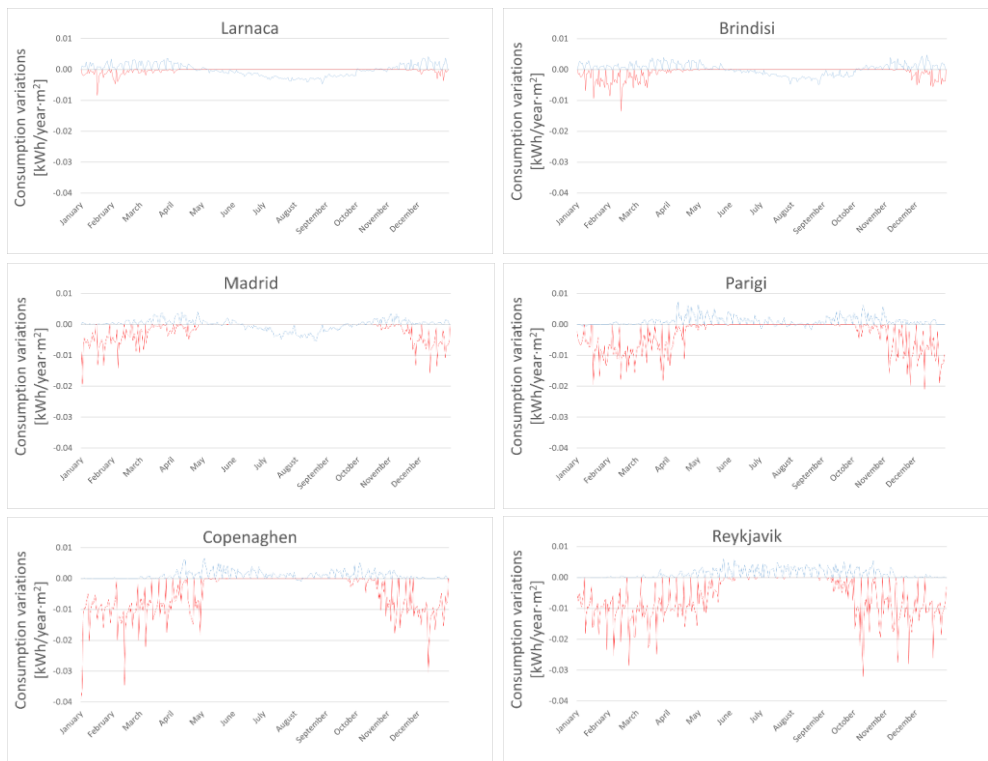 Larnaca
Consumption variations
[kWh/year·m²]
0.01
0.00
-0.01
-0.02
-0.03
-0.04
January
February
March
April
May
June
July
August
September
October
November
December
Brindisi
Consumption variations
[kWh/year·m²]
0.01
0.00
-0.01
-0.02
-0.03
-0.04
January
February
March
April
May
June
July
August
September
October
November
December
Madrid
Consumption variations
[kWh/year·m²]
0.01
0.00
-0.01
-0.02
-0.03
-0.04
January
February
March
April
May
June
July
August
September
October
November
December
Parigi
Consumption variations
[kWh/year·m²]
0.01
0.00
-0.01
-0.02
-0.03
-0.04
January
February
March
April
May
June
July
August
September
October
November
December
Copenaghen
Consumption variations
[kWh/year·m²]
0.01
0.00
-0.01
-0.02
-0.03
-0.04
January
February
March
April
May
June
July
August
September
October
November
December
Reykjavik
Consumption variations
[kWh/year·m²]
0.01
0.00
-0.01
-0.02
-0.03
-0.04
January
February
March
April
May
June
July
August
September
October
November
December